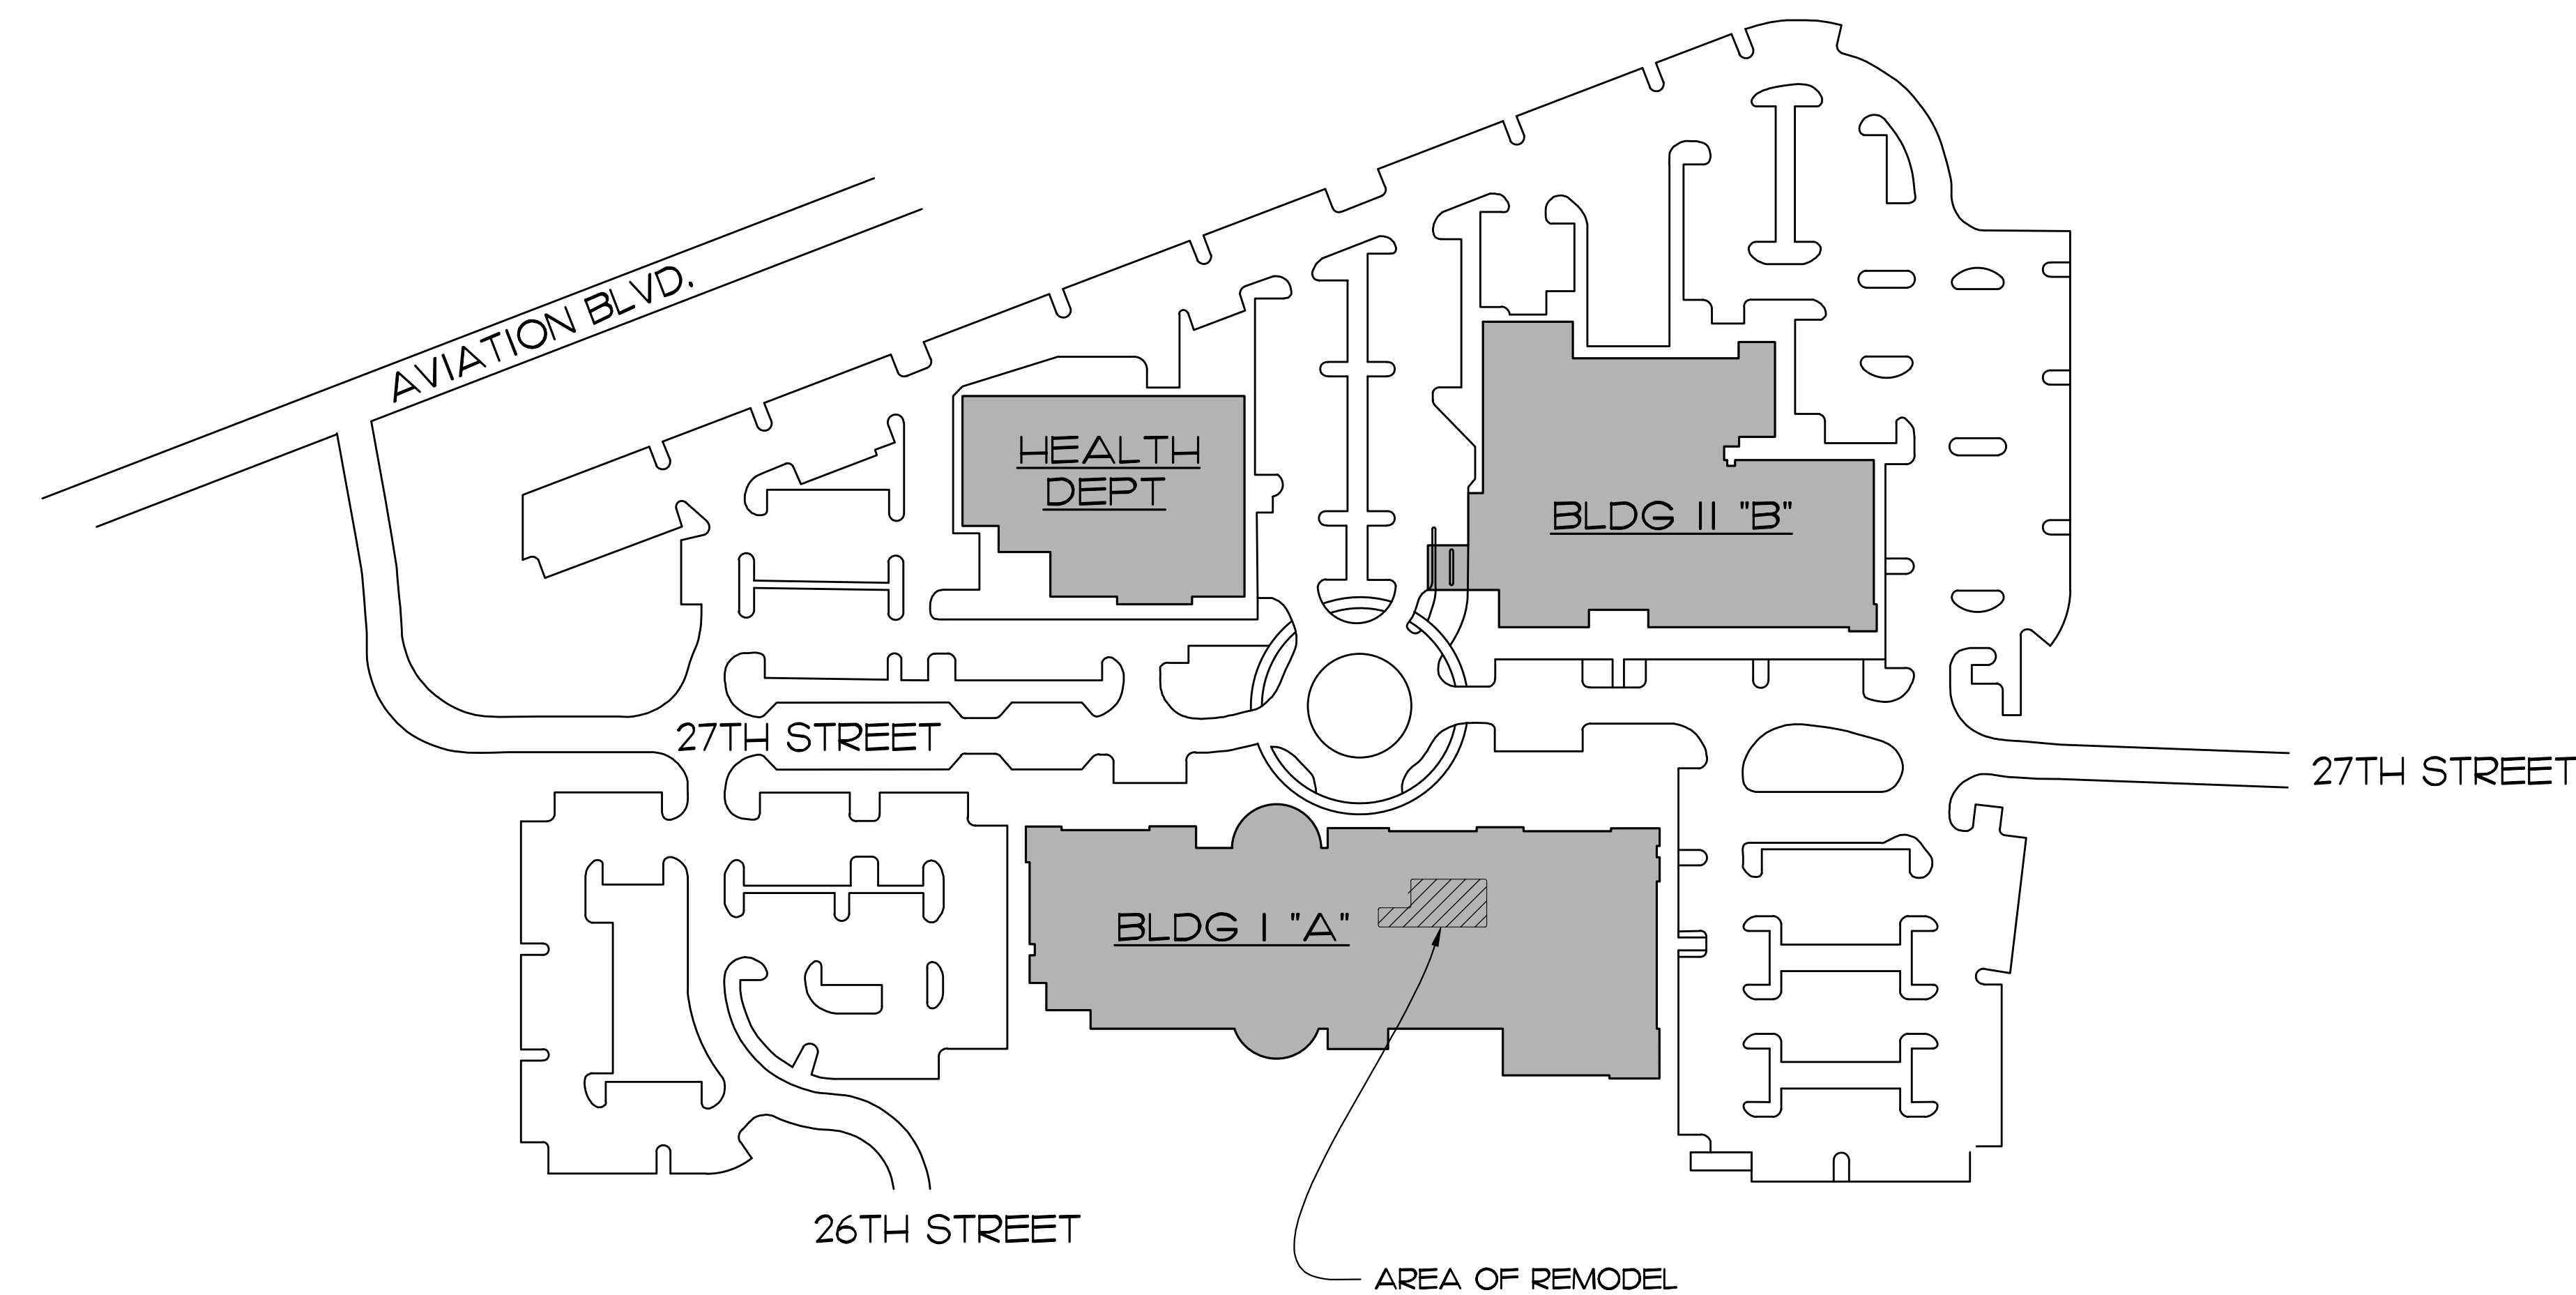 AVIATION BLVD.
HEALTH
DEPT
BLDG II "B"
27TH STREET
27TH STREET
BLDG I "A"
26TH STREET
AREA OF REMODEL